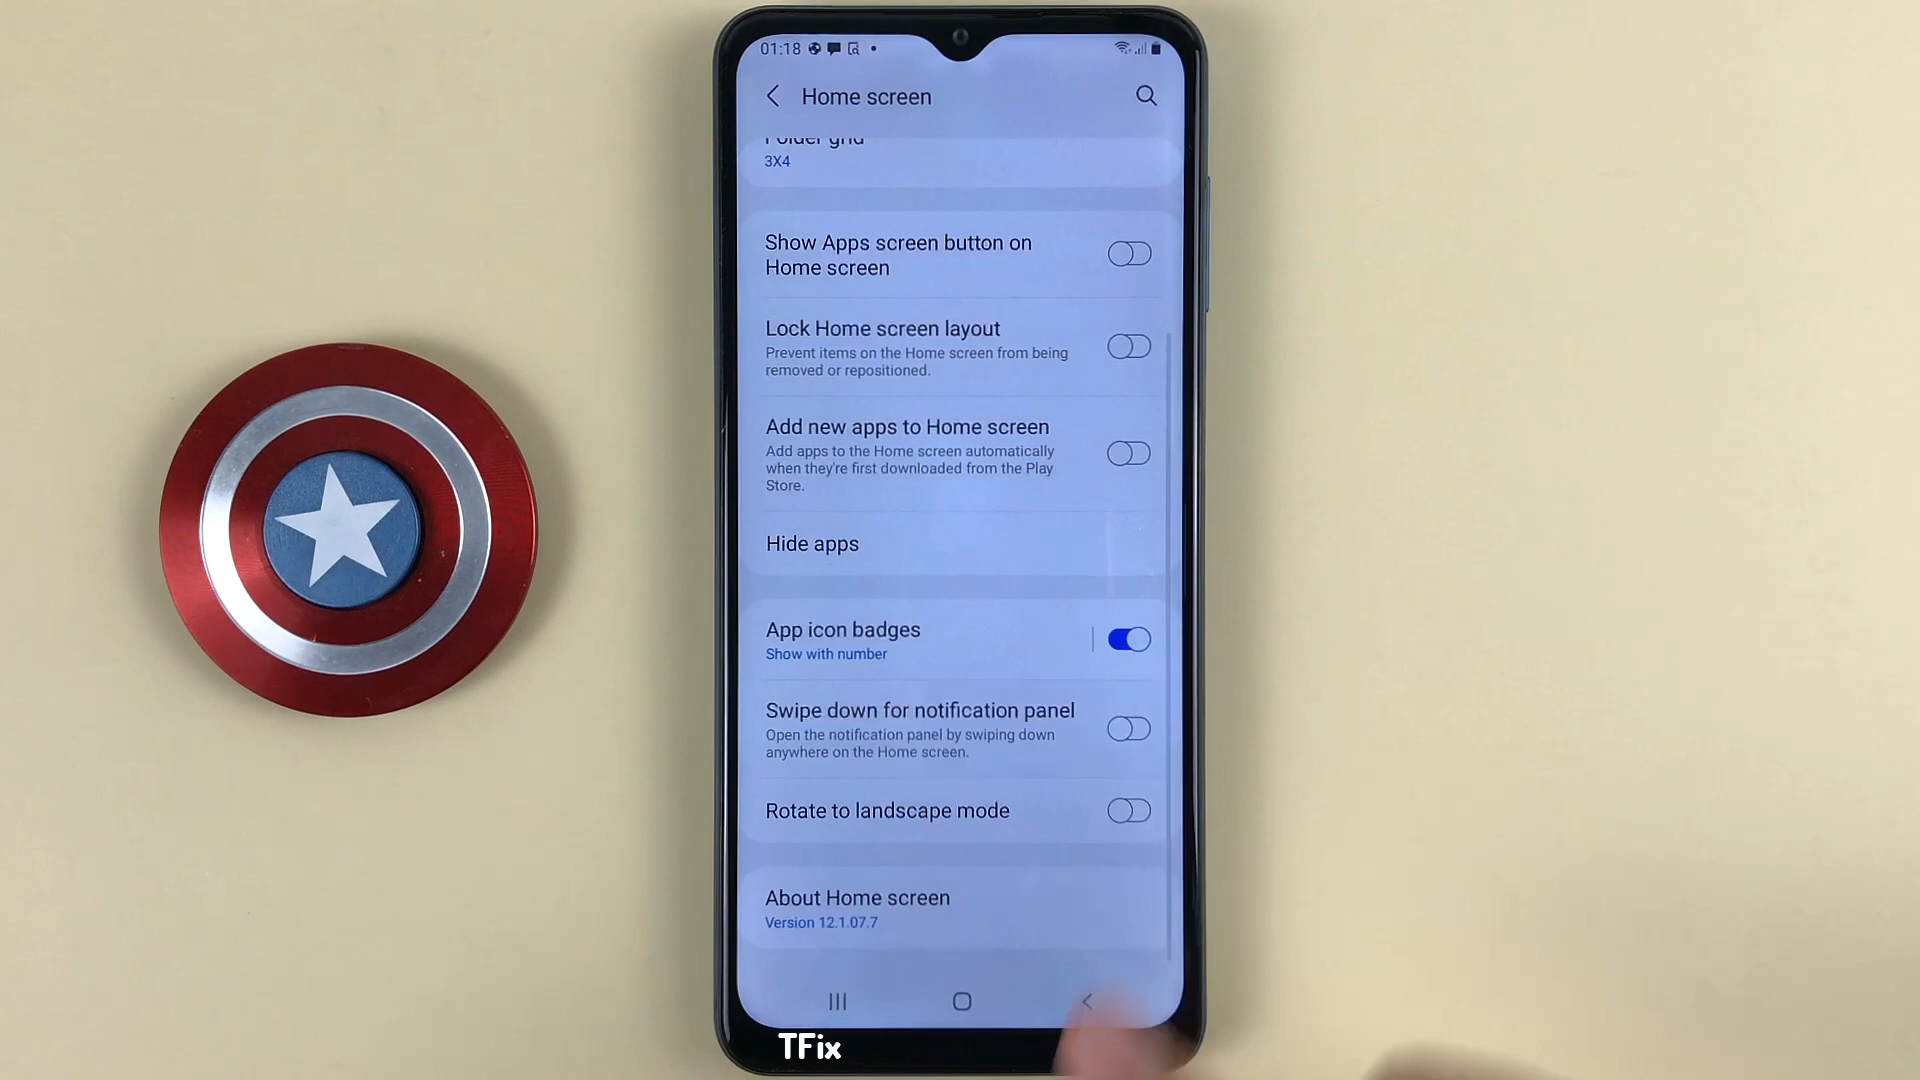 01:18
Home screen
Folder grid
3X4
Show Apps screen button on
Home screen
Lock Home screen layout
Prevent items on the Home screen from being
removed or repositioned.
Add new apps to Home screen
Add apps to the Home screen automatically
when they're first downloaded from the Play
Store.
Hide apps
App icon badges
Show with number
Swipe down for notification panel
Open the notification panel by swiping down
anywhere on the Home screen.
Rotate to landscape mode
About Home screen
Version 12.1.07.7
TFix